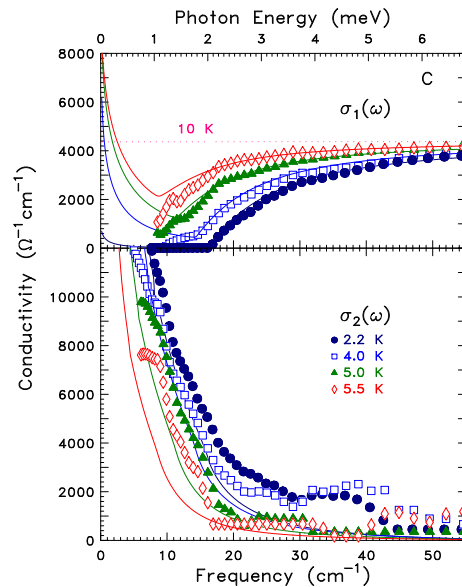 Photon Energy (meV)
0 1 2 3 4 5 6
8000
C
σ₁(ω)
6000
10 K
4000
2000
0
Conductivity (Ω⁻¹cm⁻¹)
10000
σ₂(ω)
2.2 K
8000
4.0 K
5.0 K
5.5 K
6000
4000
2000
0
0 10 20 30 40 50
Frequency (cm⁻¹)